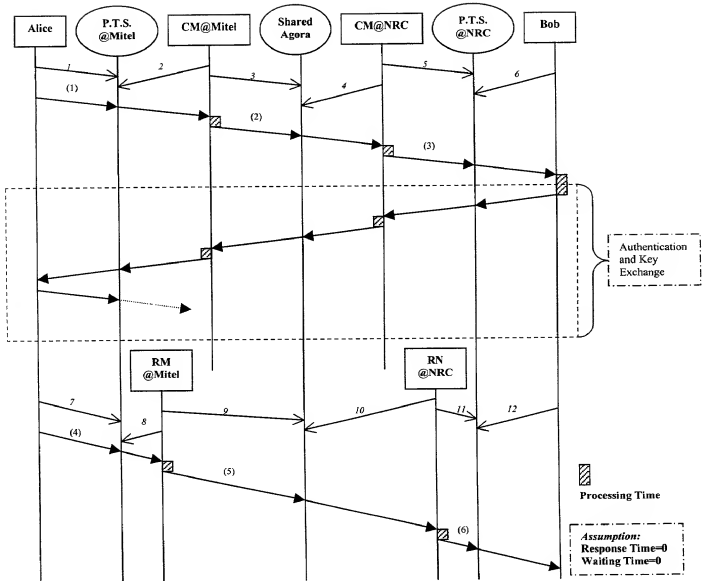 Alice
P.T.S.
@Mitel
CM@Mitel
Shared
Agora
CM@NRC
P.T.S.
@NRC
Bob
1
2
3
4
5
6
(1)
(2)
(3)
Authentication
and Key
Exchange
RM
@Mitel
RN
@NRC
7
8
9
10
11
12
(4)
(5)
(6)
Processing Time
Assumption:
Response Time=0
Waiting Time=0